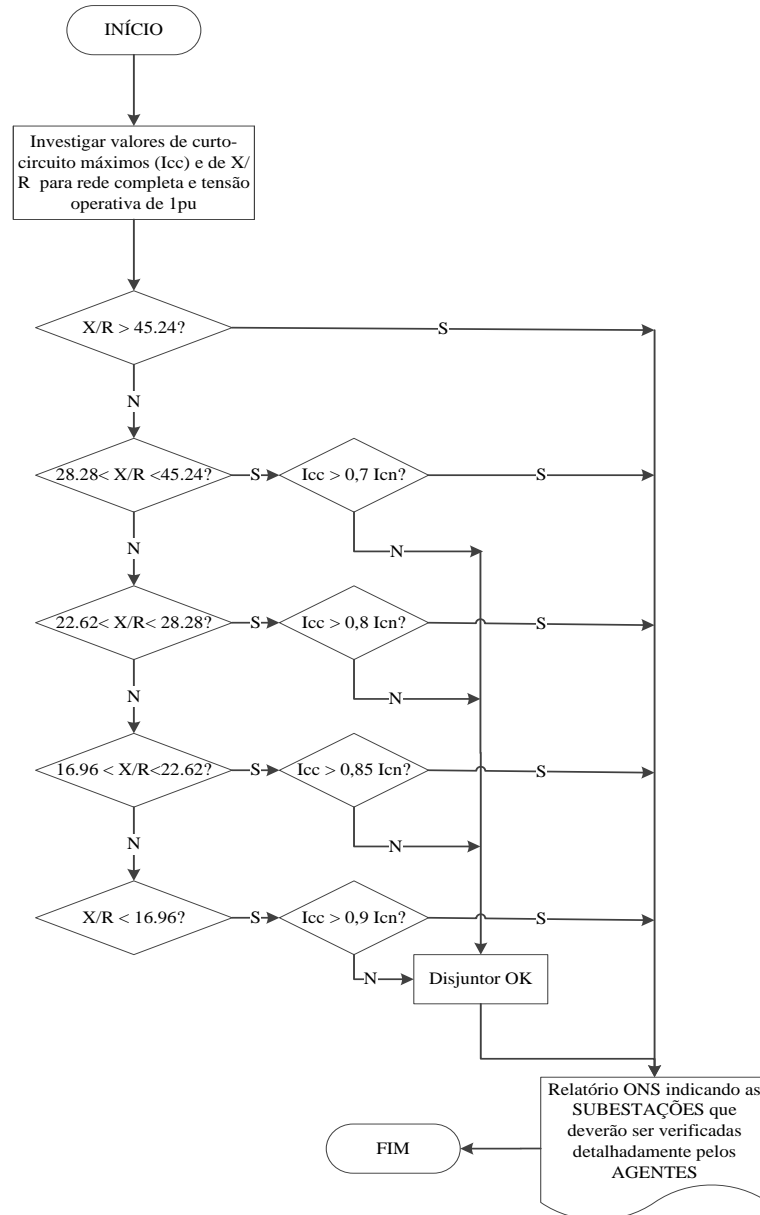 INÍCIO
Investigar valores de curto-
circuito máximos (Icc) e de X/
R para rede completa e tensão
operativa de 1pu
X/R > 45.24?
S
N
28.28< X/R <45.24?
S
Icc > 0,7 Icn?
S
N
N
22.62< X/R< 28.28?
S
Icc > 0,8 Icn?
S
N
N
16.96 < X/R<22.62?
S
Icc > 0,85 Icn?
S
N
N
X/R < 16.96?
S
Icc > 0,9 Icn?
S
N
Disjuntor OK
Relatório ONS indicando as
SUBESTAÇÕES que
deverão ser verificadas
detalhadamente pelos
AGENTES
FIM